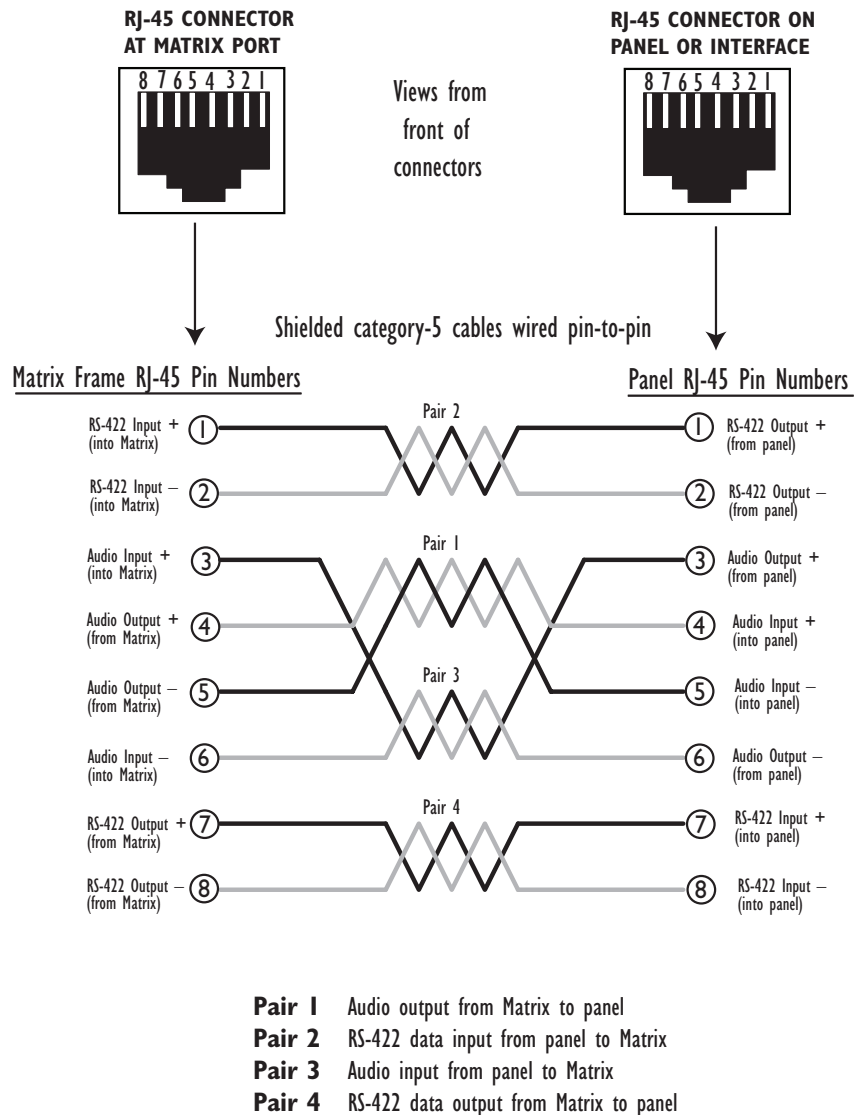 RJ-45 CONNECTOR
AT MATRIX PORT
RJ-45 CONNECTOR ON
PANEL OR INTERFACE
8 7 6 5 4 3 2 1
8 7 6 5 4 3 2 1
Views from
front of
connectors
Shielded category-5 cables wired pin-to-pin
Matrix Frame RJ-45 Pin Numbers
Panel RJ-45 Pin Numbers
RS-422 Input +
(into Matrix)
1
Pair 2
1
RS-422 Output +
(from panel)
RS-422 Input –
(into Matrix)
2
2
RS-422 Output –
(from panel)
Audio Input +
(into Matrix)
3
Pair 1
3
Audio Output +
(from panel)
Audio Output +
(from Matrix)
4
4
Audio Input +
(into panel)
Audio Output –
(from Matrix)
5
Pair 3
5
Audio Input –
(into panel)
Audio Input –
(into Matrix)
6
6
Audio Output –
(from panel)
RS-422 Output +
(from Matrix)
7
Pair 4
7
RS-422 Input +
(into panel)
RS-422 Output –
(from Matrix)
8
8
RS-422 Input –
(into panel)
Pair 1 Audio output from Matrix to panel
Pair 2 RS-422 data input from panel to Matrix
Pair 3 Audio input from panel to Matrix
Pair 4 RS-422 data output from Matrix to panel